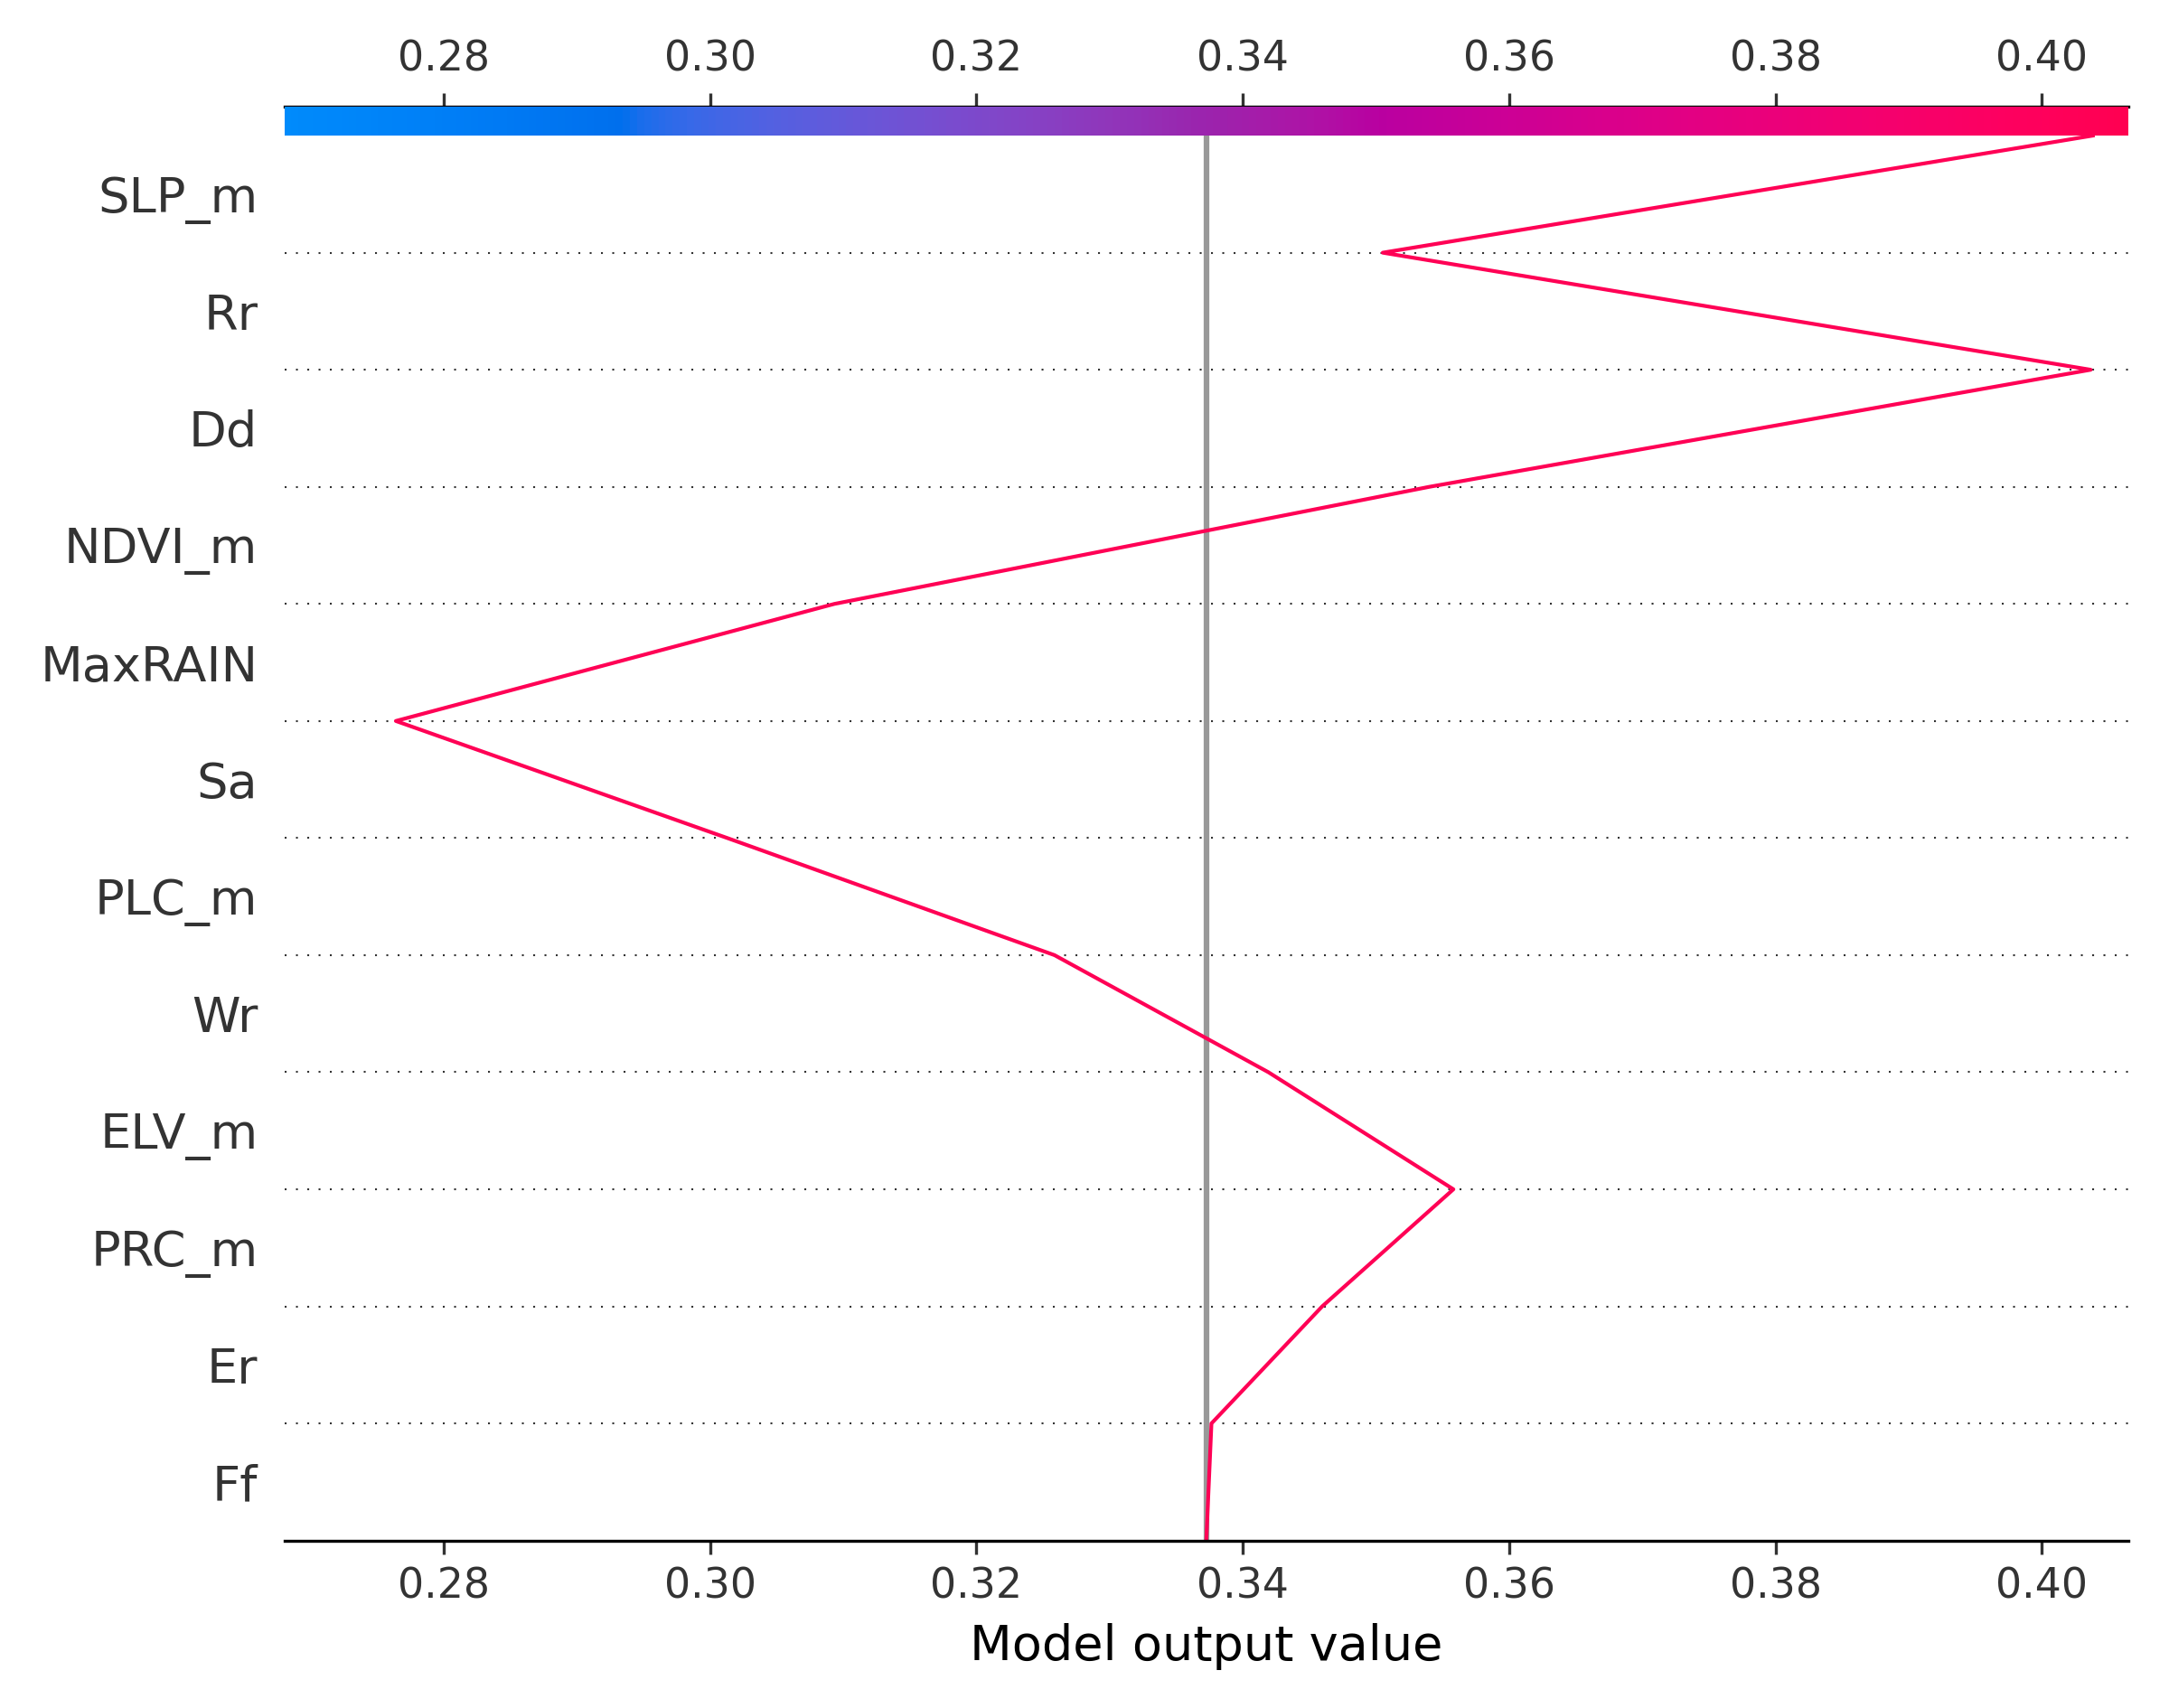 0.28 0.30 0.32 0.34 0.36 0.38 0.40
SLP_m
Rr
Dd
NDVI_m
MaxRAIN
Sa
PLC_m
Wr
ELV_m
PRC_m
Er
Ff
0.28 0.30 0.32 0.34 0.36 0.38 0.40
Model output value